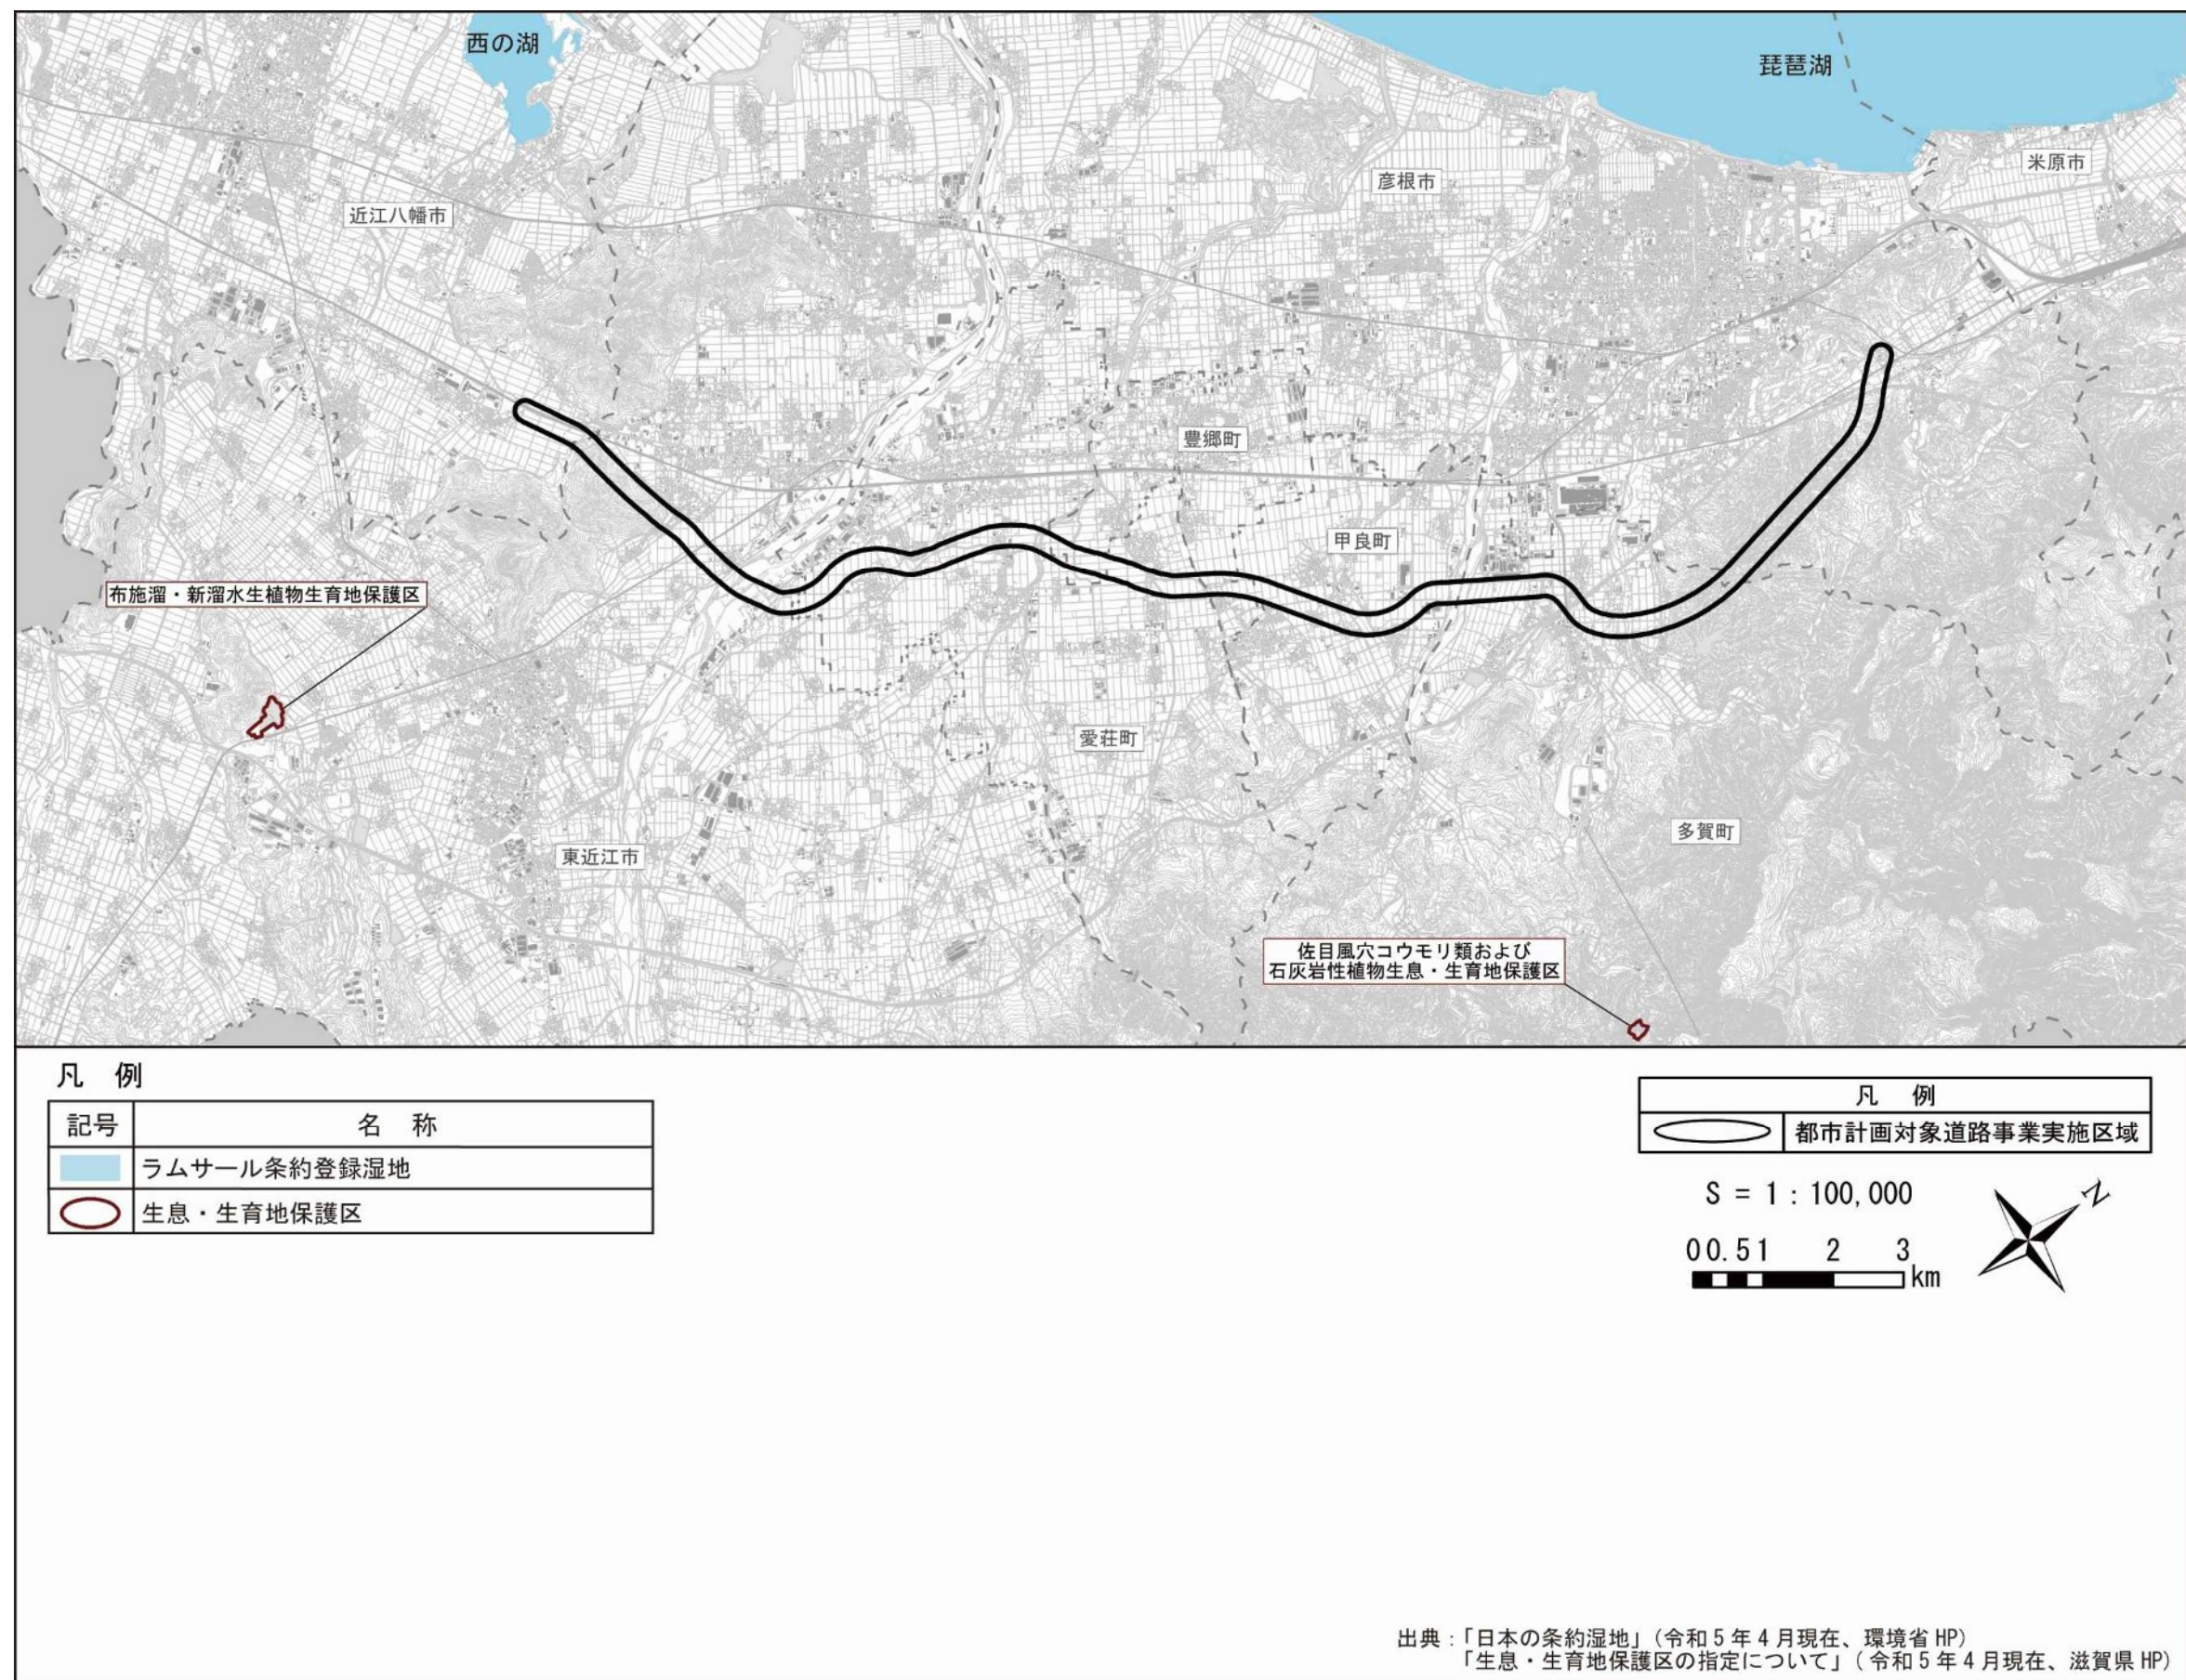 西の湖
琵琶湖
米原市
彦根市
近江八幡市
豊郷町
甲良町
布施溜・新溜水生植物生育地保護区
愛荘町
多賀町
東近江市
佐目風穴コウモリ類および
石灰岩性植物生息・生育地保護区
凡 例
記号 名 称
ラムサール条約登録湿地
生息・生育地保護区
凡 例
都市計画対象道路事業実施区域
S = 1 : 100,000
N
0 0.5 1 2 3
km
出典：「日本の条約湿地」（令和5年4月現在、環境省HP）
「生息・生育地保護区の指定について」（令和5年4月現在、滋賀県HP）